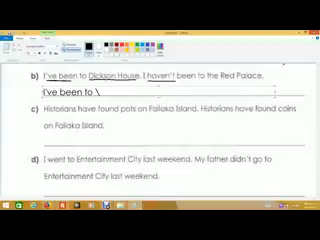 b) I've been to Dickson House. I haven't been to the Red Palace.
I've been to \
c) Historians have found pots on Failaka Island. Historians have found coins
on Failaka Island.
d) I went to Entertainment City last weekend. My father didn't go to
Entertainment City last weekend.